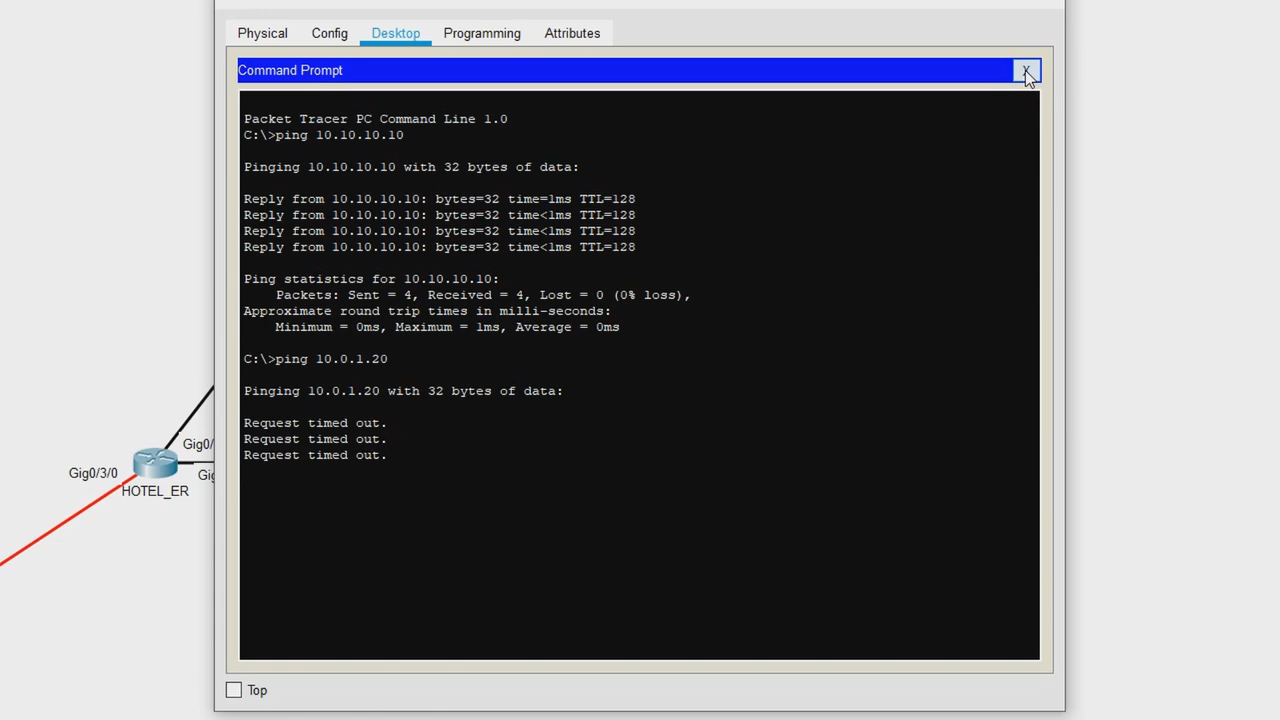 Physical
Config
Desktop
Programming
Attributes
Command Prompt
X
Packet Tracer PC Command Line 1.0
C:\>ping 10.10.10.10
Pinging 10.10.10.10 with 32 bytes of data:
Reply from 10.10.10.10: bytes=32 time=1ms TTL=128
Reply from 10.10.10.10: bytes=32 time<1ms TTL=128
Reply from 10.10.10.10: bytes=32 time<1ms TTL=128
Reply from 10.10.10.10: bytes=32 time<1ms TTL=128
Ping statistics for 10.10.10.10:
Packets: Sent = 4, Received = 4, Lost = 0 (0% loss),
Approximate round trip times in milli-seconds:
Minimum = 0ms, Maximum = 1ms, Average = 0ms
C:\>ping 10.0.1.20
Pinging 10.0.1.20 with 32 bytes of data:
Request timed out.
Request timed out.
Request timed out.
Gig0/
Gig0/3/0
Gig
HOTEL_ER
Top